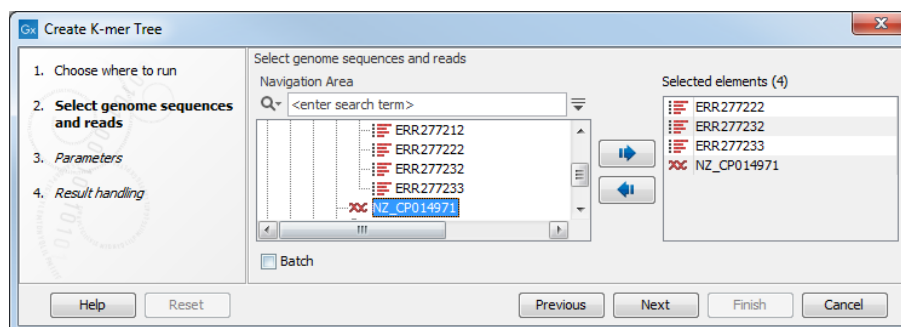 Gx Create K-mer Tree
X
1. Choose where to run
2. Select genome sequences
and reads
3. Parameters
4. Result handling
Select genome sequences and reads
Navigation Area
<enter search term>
ERR277212
ERR277222
ERR277232
ERR277233
NZ_CP014971
Batch
Selected elements (4)
ERR277222
ERR277232
ERR277233
NZ_CP014971
Help
Reset
Previous
Next
Finish
Cancel